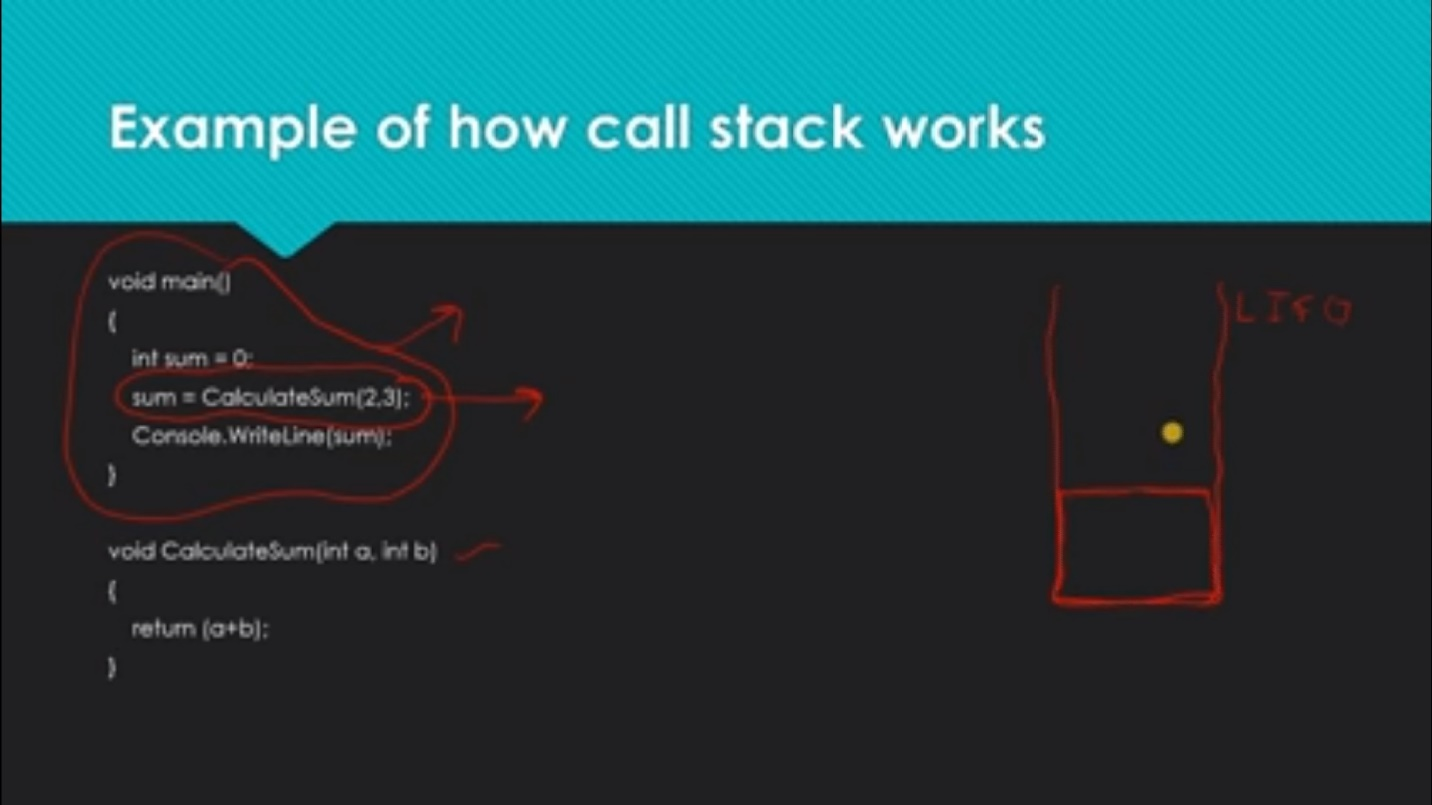 Example of how call stack works
void main()
{
int sum = 0;
sum = CalculateSum(2,3);
Console.WriteLine(sum);
}
void CalculateSum(int a, int b)
{
return (a+b);
}
LIFO